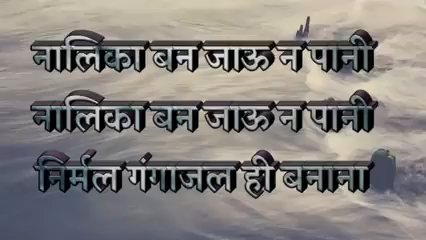 नालिका बन जाऊ न पानी
नालिका बन जाऊ न पानी
निर्मल गंगाजल ही बनाना